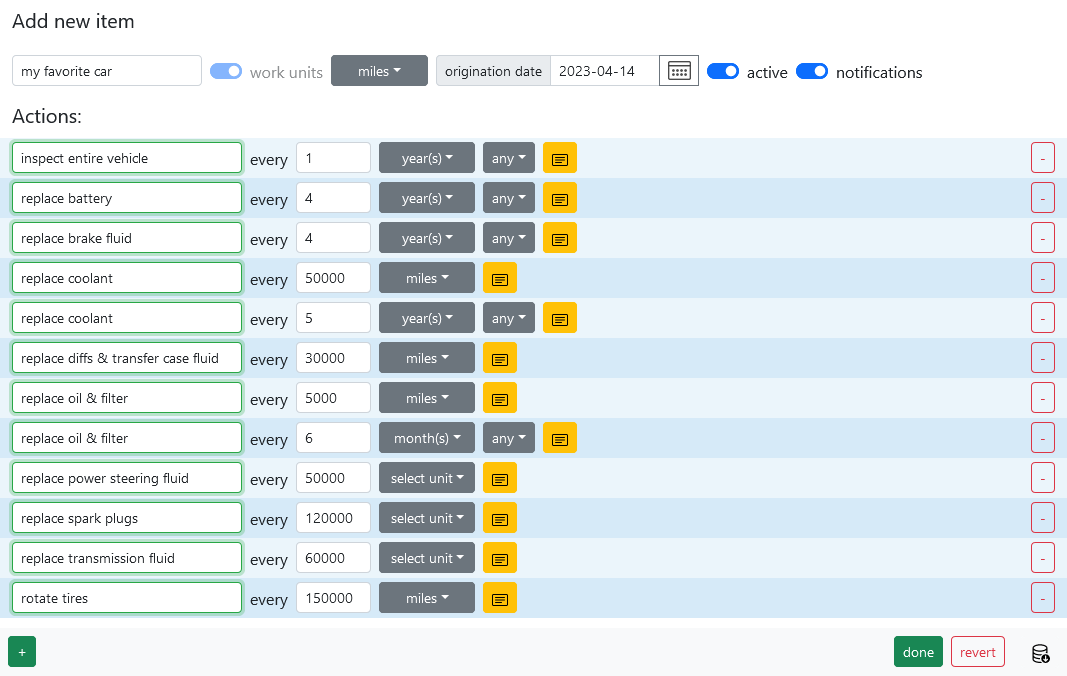 Add new item
my favorite car work units miles origination date 2023-04-14 active notifications
Actions:
inspect entire vehicle every 1 year(s) any -
replace battery every 4 year(s) any -
replace brake fluid every 4 year(s) any -
replace coolant every 50000 miles -
replace coolant every 5 year(s) any -
replace diffs & transfer case fluid every 30000 miles -
replace oil & filter every 5000 miles -
replace oil & filter every 6 month(s) any -
replace power steering fluid every 50000 select unit -
replace spark plugs every 120000 select unit -
replace transmission fluid every 60000 select unit -
rotate tires every 150000 miles -
+ done revert